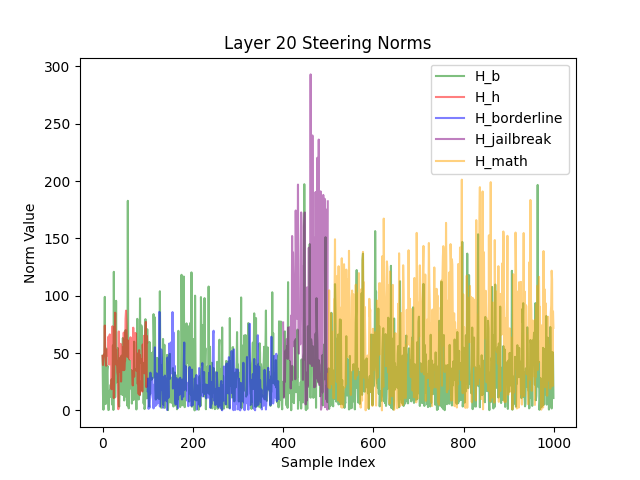 Layer 20 Steering Norms
300
250
200
150
100
50
0
Norm Value
H_b
H_h
H_borderline
H_jailbreak
H_math
0
200
400
600
800
1000
Sample Index